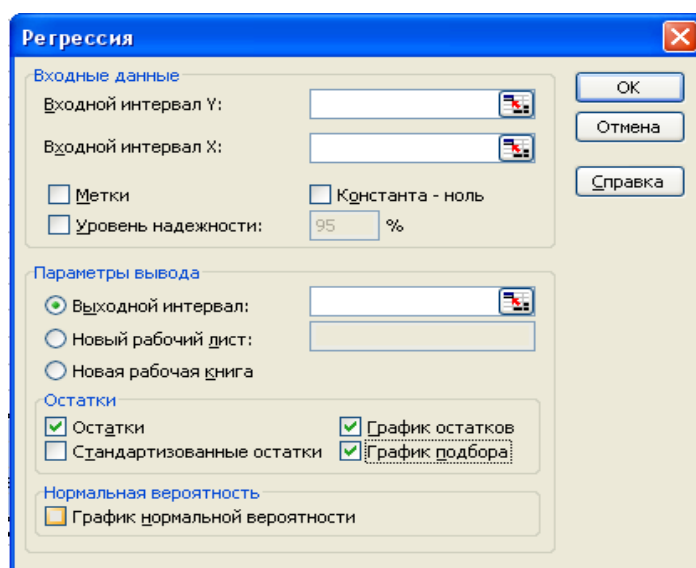 Регрессия
Входные данные
Входной интервал Y:
Входной интервал X:
Метки
Константа - ноль
Уровень надежности:
95 %
ОК
Отмена
Справка
Параметры вывода
Выходной интервал:
Новый рабочий лист:
Новая рабочая книга
Остатки
Остатки
График остатков
Стандартизованные остатки
График подбора
Нормальная вероятность
График нормальной вероятности